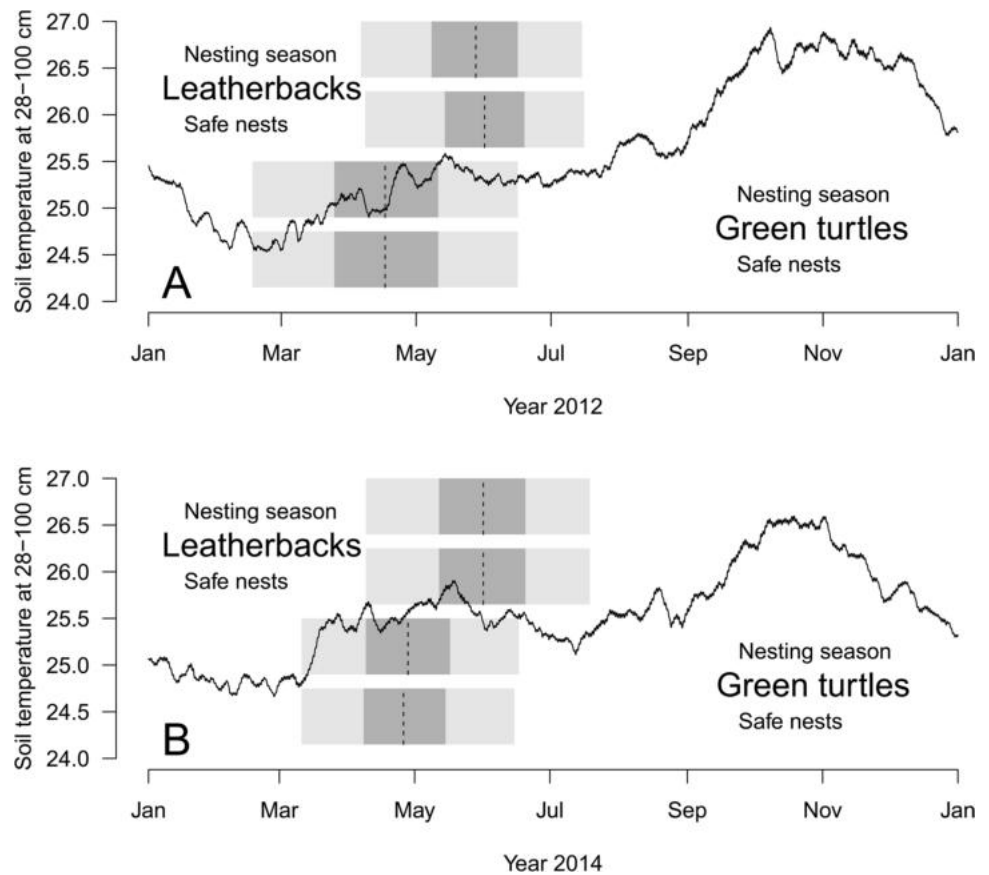 Soil temperature at 28−100 cm
27.0
26.5
26.0
25.5
25.0
24.5
24.0
Nesting season
Leatherbacks
Safe nests
Nesting season
Green turtles
Safe nests
A
Jan Mar May Jul Sep Nov Jan
Year 2012
Soil temperature at 28−100 cm
27.0
26.5
26.0
25.5
25.0
24.5
24.0
Nesting season
Leatherbacks
Safe nests
Nesting season
Green turtles
Safe nests
B
Jan Mar May Jul Sep Nov Jan
Year 2014